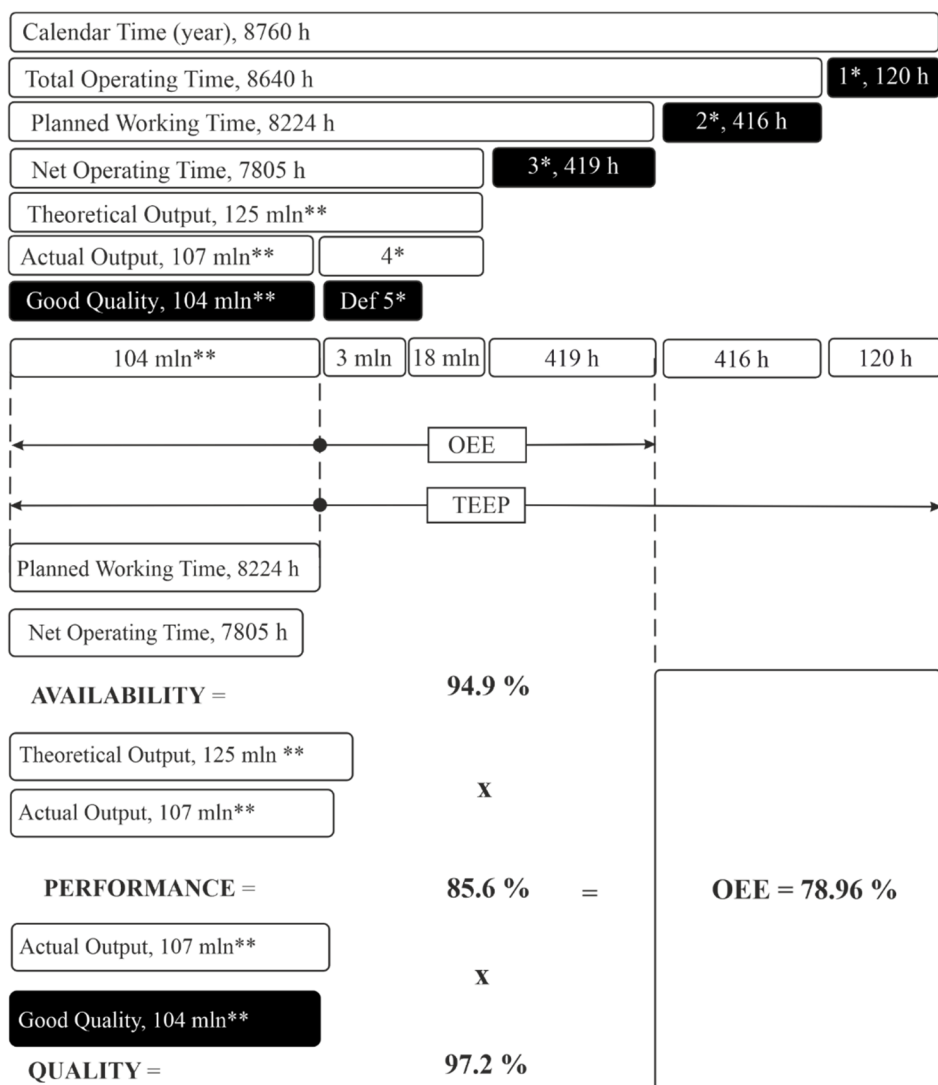 Calendar Time (year), 8760 h
Total Operating Time, 8640 h
1*, 120 h
Planned Working Time, 8224 h
2*, 416 h
Net Operating Time, 7805 h
3*, 419 h
Theoretical Output, 125 mln**
Actual Output, 107 mln**
4*
Good Quality, 104 mln**
Def 5*
104 mln**
3 mln
18 mln
419 h
416 h
120 h
OEE
TEEP
Planned Working Time, 8224 h
Net Operating Time, 7805 h
AVAILABILITY =
94.9 %
Theoretical Output, 125 mln **
x
Actual Output, 107 mln**
PERFORMANCE =
85.6 %
=
OEE = 78.96 %
Actual Output, 107 mln**
x
Good Quality, 104 mln**
QUALITY =
97.2 %